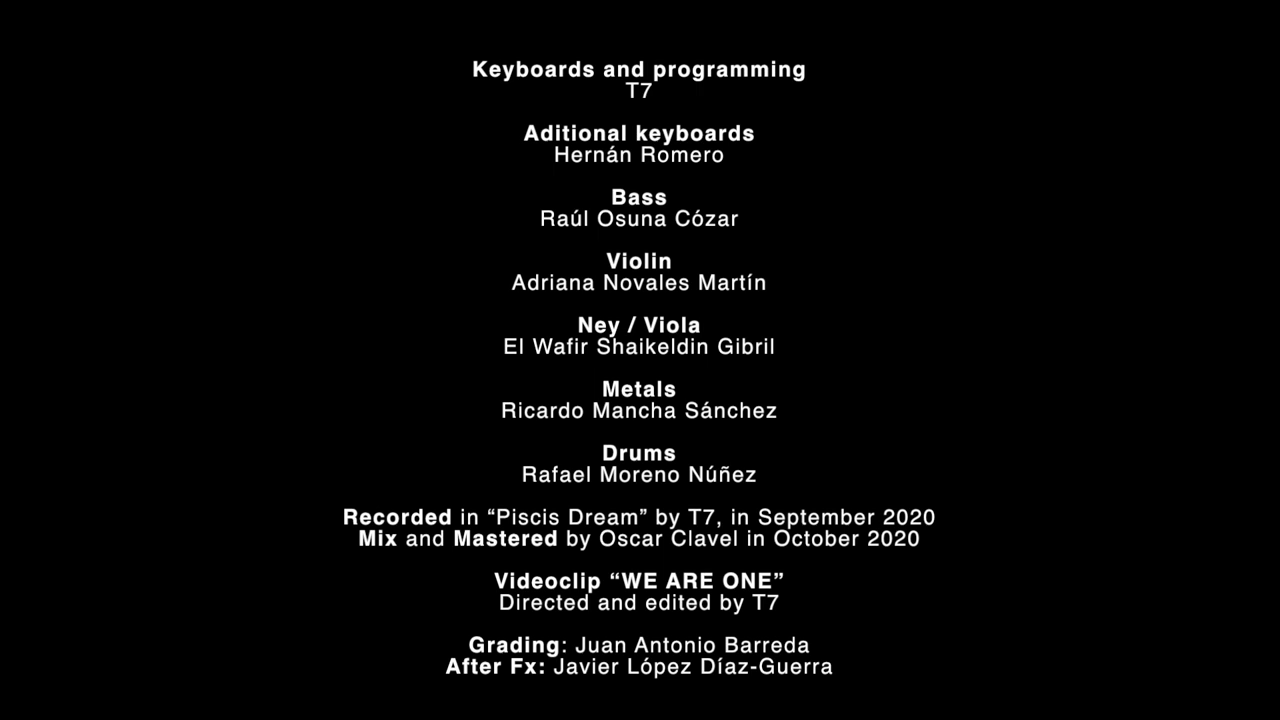 Keyboards and programming
T7
Aditional keyboards
Hernán Romero
Bass
Raúl Osuna Cózar
Violin
Adriana Novales Martín
Ney / Viola
El Wafir Shaikeldin Gibril
Metals
Ricardo Mancha Sánchez
Drums
Rafael Moreno Núñez
Recorded in “Piscis Dream” by T7, in September 2020
Mix and Mastered by Oscar Clavel in October 2020
Videoclip “WE ARE ONE”
Directed and edited by T7
Grading: Juan Antonio Barreda
After Fx: Javier López Díaz-Guerra